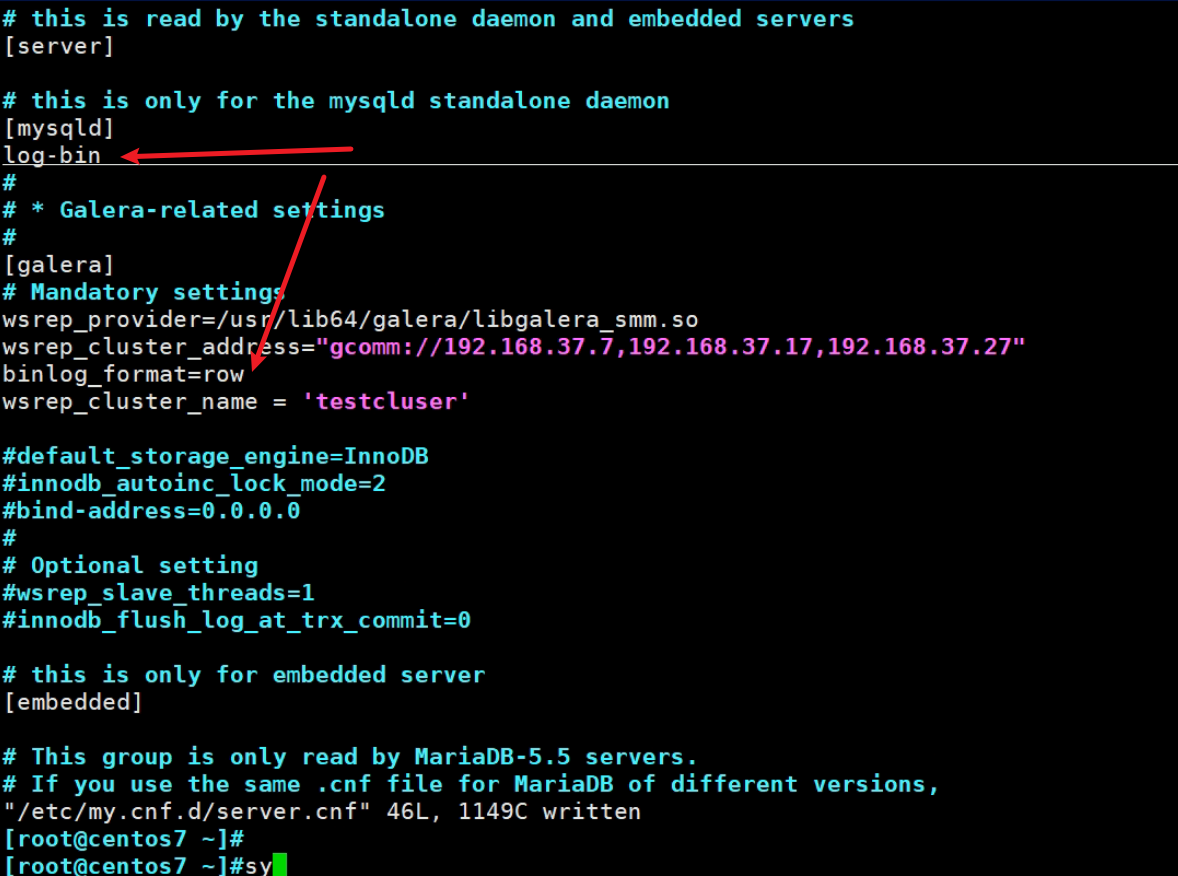 # this is read by the standalone daemon and embedded servers
[server]
# this is only for the mysqld standalone daemon
[mysqld]
log-bin
#
# * Galera-related settings
#
[galera]
# Mandatory settings
wsrep_provider=/usr/lib64/galera/libgalera_smm.so
wsrep_cluster_address="gcomm://192.168.37.7,192.168.37.17,192.168.37.27"
binlog_format=row
wsrep_cluster_name = 'testcluser'
#default_storage_engine=InnoDB
#innodb_autoinc_lock_mode=2
#bind-address=0.0.0.0
#
# Optional setting
#wsrep_slave_threads=1
#innodb_flush_log_at_trx_commit=0
# this is only for embedded server
[embedded]
# This group is only read by MariaDB-5.5 servers.
# If you use the same .cnf file for MariaDB of different versions,
"/etc/my.cnf.d/server.cnf" 46L, 1149C written
[root@centos7 ~]#
[root@centos7 ~]#sy